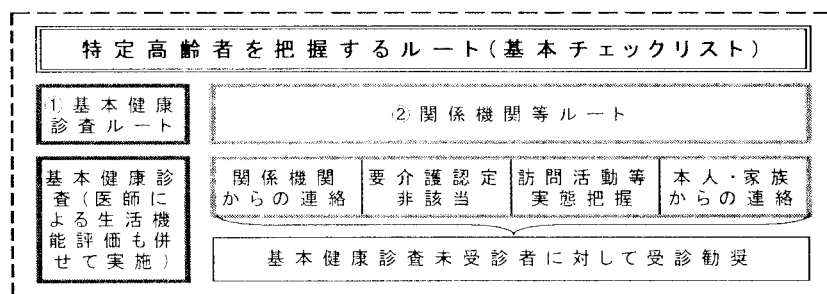 特定高齢者を把握するルート(基本チェックリスト)
①基本健康
診査ルート
②関係機関等ルート
基本健康診
査(医師に
よる生活機
能評価も併
せて実施)
関係機関
からの連絡
要介護認定
非該当
訪問活動等
実態把握
本人・家族
からの連絡
基本健康診査未受診者に対して受診勧奨